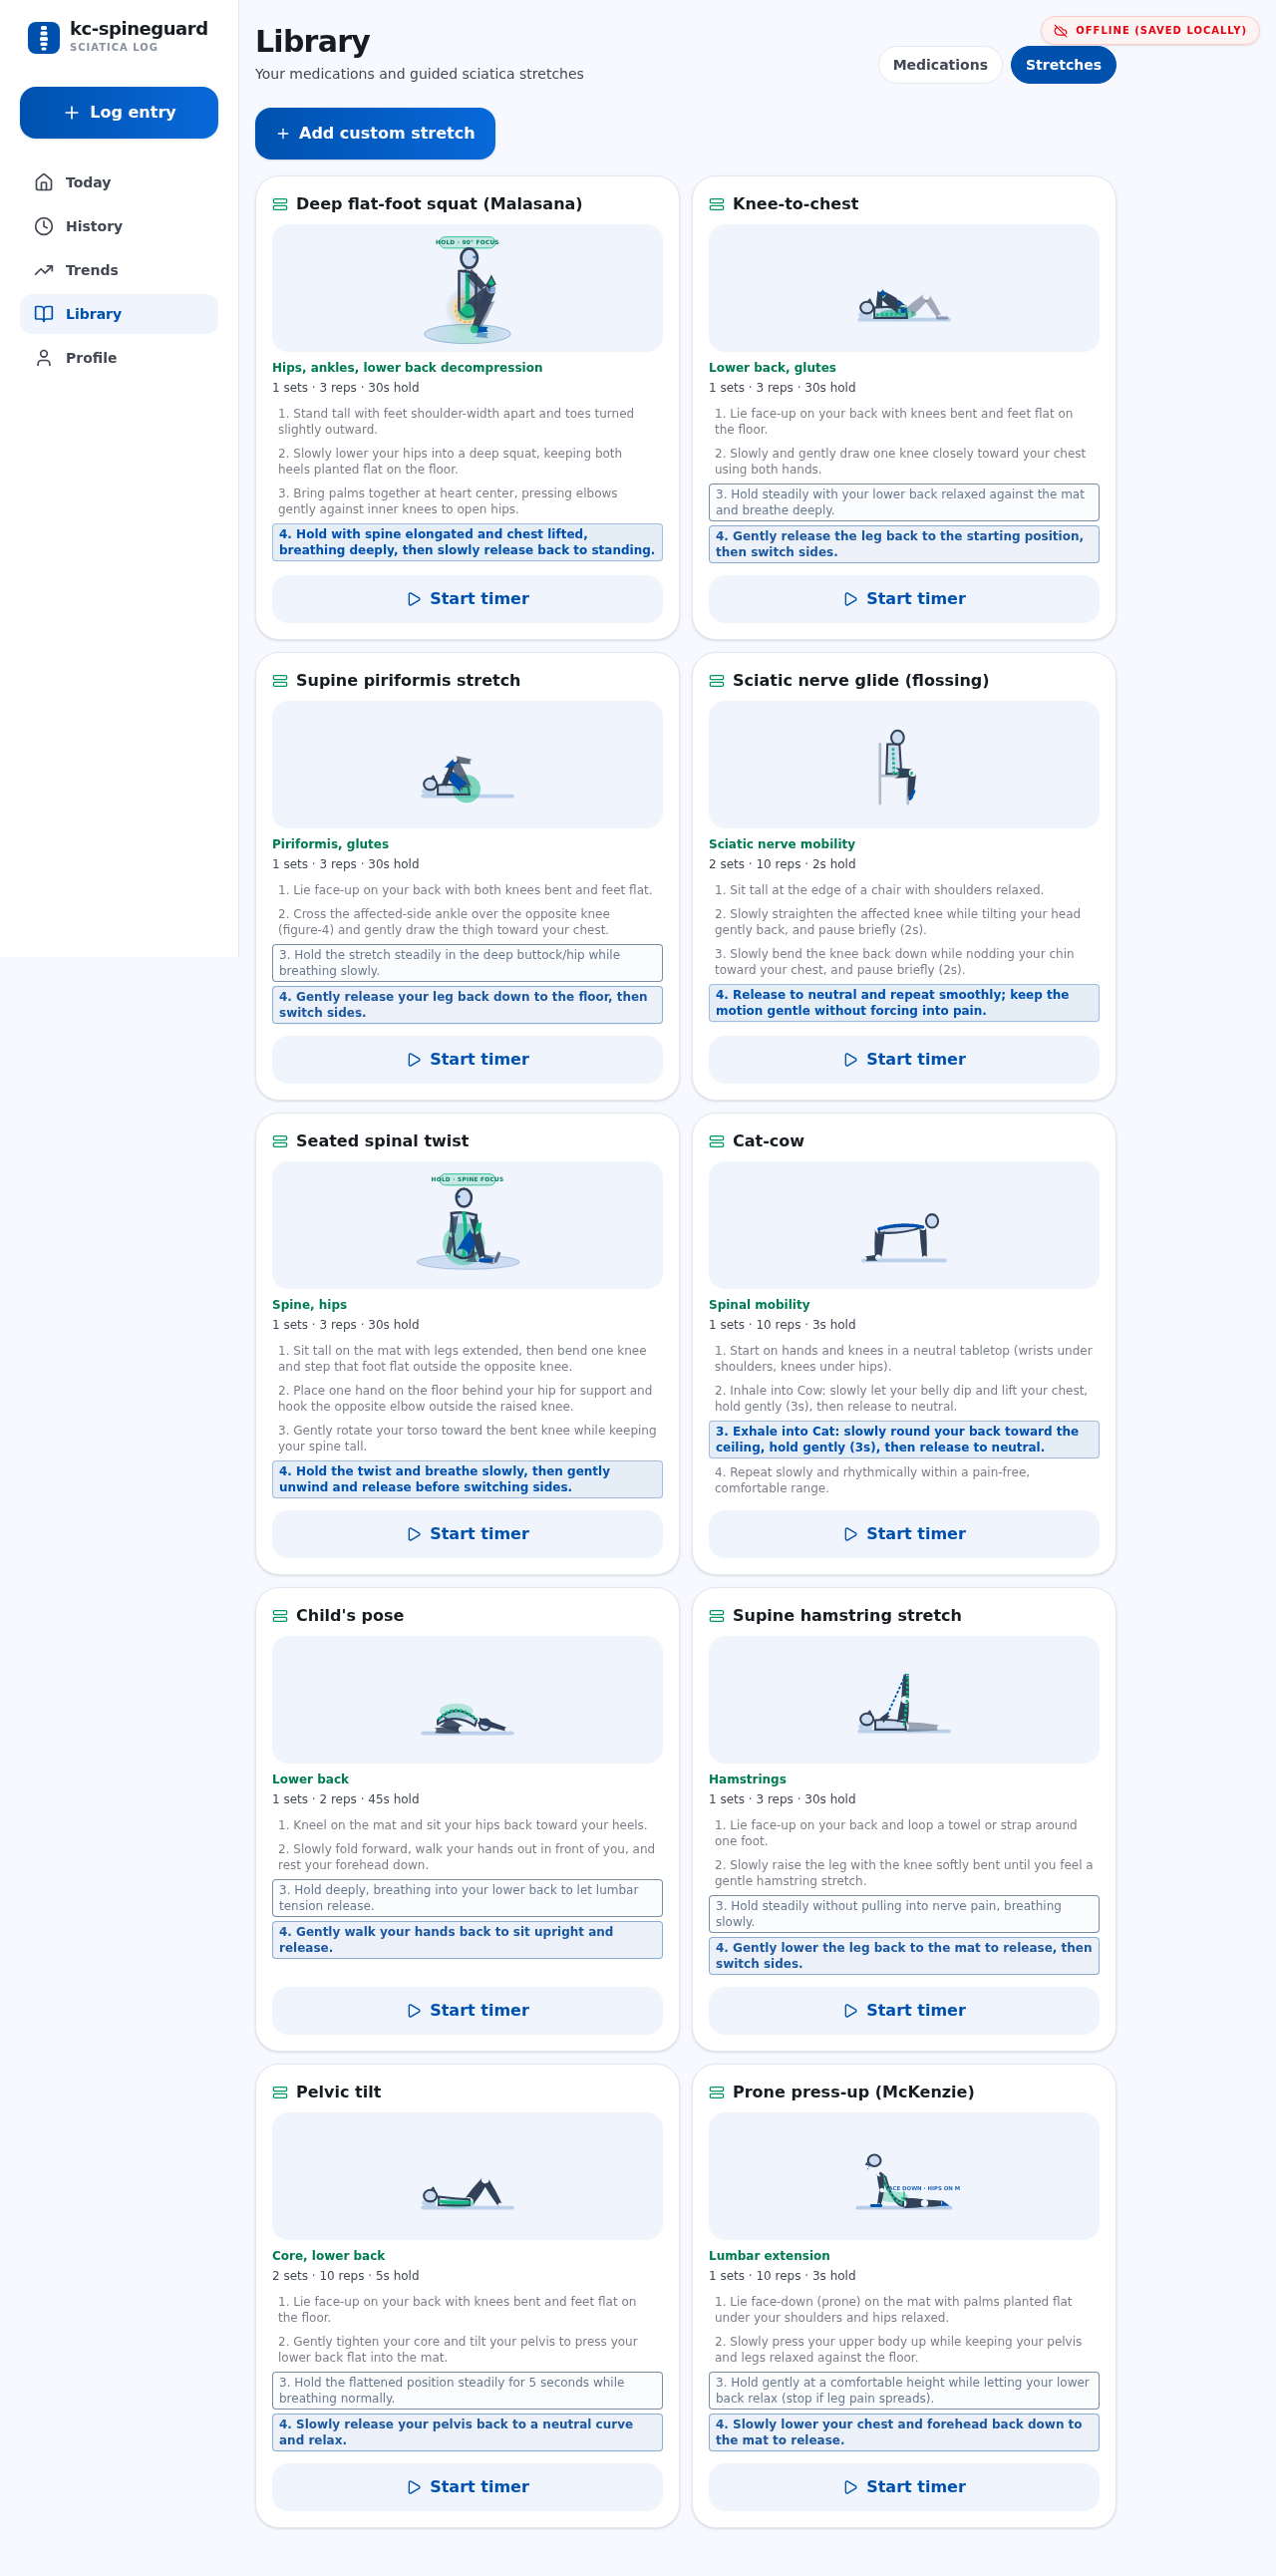 kc-spineguard
SCIATICA LOG
Log entry
Today
History
Trends
Library
Profile
Library
Your medications and guided sciatica stretches
OFFLINE (SAVED LOCALLY)
Medications
Stretches
Add custom stretch
Deep flat-foot squat (Malasana)
HOLD · 90° FOCUS
Hips, ankles, lower back decompression
1 sets · 3 reps · 30s hold
1. Stand tall with feet shoulder-width apart and toes turned
slightly outward.
2. Slowly lower your hips into a deep squat, keeping both
heels planted flat on the floor.
3. Bring palms together at heart center, pressing elbows
gently against inner knees to open hips.
4. Hold with spine elongated and chest lifted,
breathing deeply, then slowly release back to standing.
Start timer
Knee-to-chest
Lower back, glutes
1 sets · 3 reps · 30s hold
1. Lie face-up on your back with knees bent and feet flat on
the floor.
2. Slowly and gently draw one knee closely toward your chest
using both hands.
3. Hold steadily with your lower back relaxed against the mat
and breathe deeply.
4. Gently release the leg back to the starting position,
then switch sides.
Start timer
Supine piriformis stretch
Piriformis, glutes
1 sets · 3 reps · 30s hold
1. Lie face-up on your back with both knees bent and feet flat.
2. Cross the affected-side ankle over the opposite knee
(figure-4) and gently draw the thigh toward your chest.
3. Hold the stretch steadily in the deep buttock/hip while
breathing slowly.
4. Gently release your leg back down to the floor, then
switch sides.
Start timer
Sciatic nerve glide (flossing)
Sciatic nerve mobility
2 sets · 10 reps · 2s hold
1. Sit tall at the edge of a chair with shoulders relaxed.
2. Slowly straighten the affected knee while tilting your head
gently back, and pause briefly (2s).
3. Slowly bend the knee back down while nodding your chin
toward your chest, and pause briefly (2s).
4. Release to neutral and repeat smoothly; keep the
motion gentle without forcing into pain.
Start timer
Seated spinal twist
HOLD · SPINE FOCUS
Spine, hips
1 sets · 3 reps · 30s hold
1. Sit tall on the mat with legs extended, then bend one knee
and step that foot flat outside the opposite knee.
2. Place one hand on the floor behind your hip for support and
hook the opposite elbow outside the raised knee.
3. Gently rotate your torso toward the bent knee while keeping
your spine tall.
4. Hold the twist and breathe slowly, then gently
unwind and release before switching sides.
Start timer
Cat-cow
Spinal mobility
1 sets · 10 reps · 3s hold
1. Start on hands and knees in a neutral tabletop (wrists under
shoulders, knees under hips).
2. Inhale into Cow: slowly let your belly dip and lift your chest,
hold gently (3s), then release to neutral.
3. Exhale into Cat: slowly round your back toward the
ceiling, hold gently (3s), then release to neutral.
4. Repeat slowly and rhythmically within a pain-free,
comfortable range.
Start timer
Child's pose
Lower back
1 sets · 2 reps · 45s hold
1. Kneel on the mat and sit your hips back toward your heels.
2. Slowly fold forward, walk your hands out in front of you, and
rest your forehead down.
3. Hold deeply, breathing into your lower back to let lumbar
tension release.
4. Gently walk your hands back to sit upright and
release.
Start timer
Supine hamstring stretch
Hamstrings
1 sets · 3 reps · 30s hold
1. Lie face-up on your back and loop a towel or strap around
one foot.
2. Slowly raise the leg with the knee softly bent until you feel a
gentle hamstring stretch.
3. Hold steadily without pulling into nerve pain, breathing
slowly.
4. Gently lower the leg back to the mat to release, then
switch sides.
Start timer
Pelvic tilt
Core, lower back
2 sets · 10 reps · 5s hold
1. Lie face-up on your back with knees bent and feet flat on
the floor.
2. Gently tighten your core and tilt your pelvis to press your
lower back flat into the mat.
3. Hold the flattened position steadily for 5 seconds while
breathing normally.
4. Slowly release your pelvis back to a neutral curve
and relax.
Start timer
Prone press-up (McKenzie)
DOWN · HIPS ON M
Lumbar extension
1 sets · 10 reps · 3s hold
1. Lie face-down (prone) on the mat with palms planted flat
under your shoulders and hips relaxed.
2. Slowly press your upper body up while keeping your pelvis
and legs relaxed against the floor.
3. Hold gently at a comfortable height while letting your lower
back relax (stop if leg pain spreads).
4. Slowly lower your chest and forehead back down to
the mat to release.
Start timer